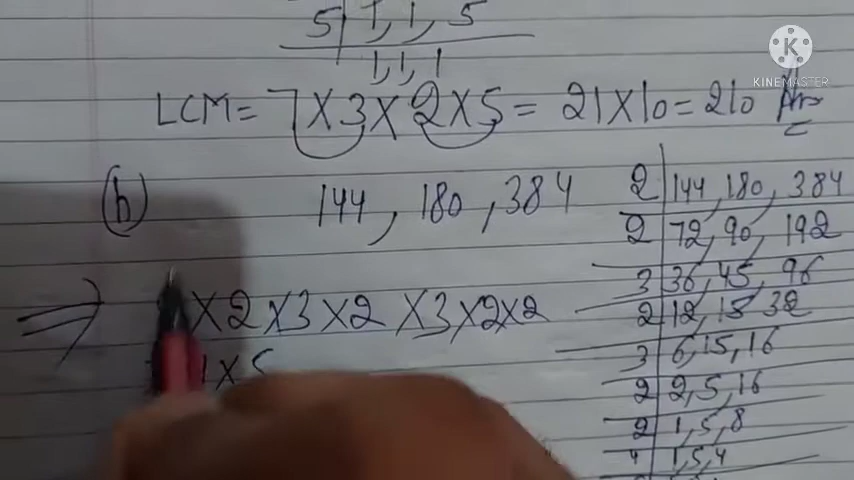 5 1, 1, 5
1, 1, 1
KINEMASTER
LCM = 7 X 3 X 2 X 5 = 21 X 10 = 210 Ans
(h) 144, 180, 384
2 144, 180, 384
2 72, 90, 192
3 36, 45, 96
2 12, 15 32
3 6, 15, 16
2 2, 5, 16
2 1, 5, 8
4 1, 5, 4
⇒ X 2 X 3 X 2 X 3 X 2 X 2
X 5